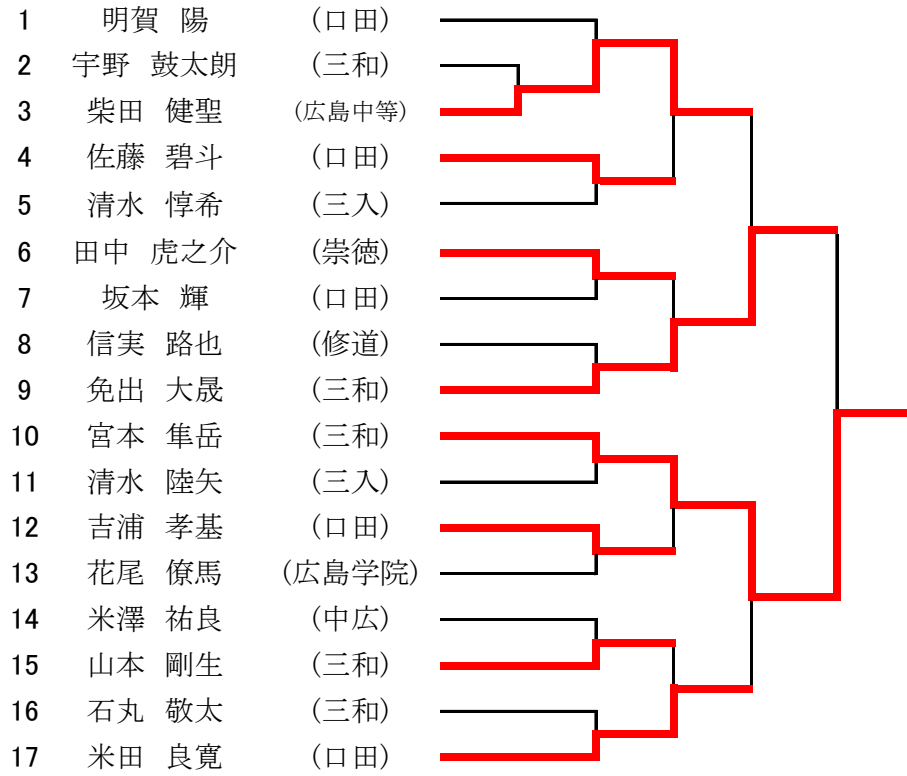 1 明賀 陽 (口田)
2 宇野 鼓太朗 (三和)
3 柴田 健聖 (広島中等)
4 佐藤 碧斗 (口田)
5 清水 惇希 (三入)
6 田中 虎之介 (崇徳)
7 坂本 輝 (口田)
8 信実 路也 (修道)
9 免出 大晟 (三和)
10 宮本 隼岳 (三和)
11 清水 陸矢 (三入)
12 吉浦 孝基 (口田)
13 花尾 僚馬 (広島学院)
14 米澤 祐良 (中広)
15 山本 剛生 (三和)
16 石丸 敬太 (三和)
17 米田 良寛 (口田)